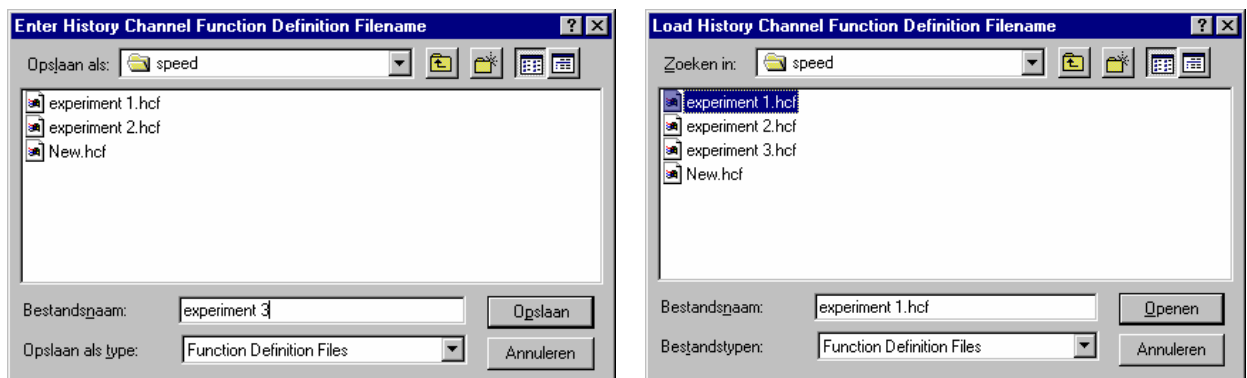 Enter History Channel Function Definition Filename
Opslaan als: speed
experiment 1.hcf
experiment 2.hcf
New.hcf
Bestandsnaam: experiment 3 Opslaan
Opslaan als type: Function Definition Files Annuleren
Load History Channel Function Definition Filename
Zoeken in: speed
experiment 1.hcf
experiment 2.hcf
experiment 3.hcf
New.hcf
Bestandsnaam: experiment 1.hcf Openen
Bestandstypen: Function Definition Files Annuleren